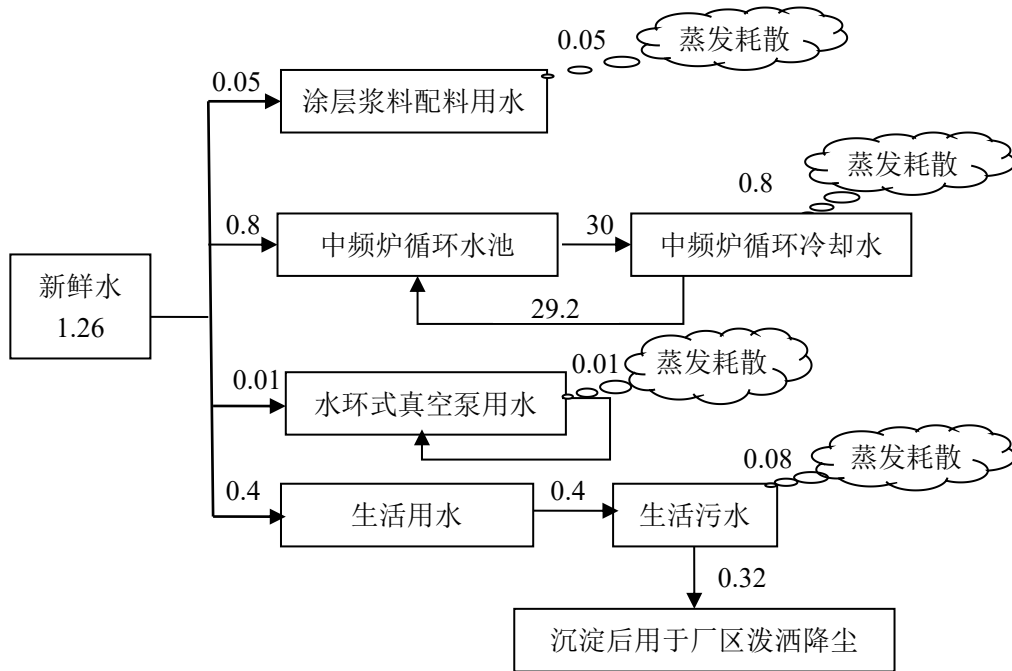 0.05
蒸发耗散
0.05
涂层浆料配料用水
蒸发耗散
0.8
0.8
中频炉循环水池
30
中频炉循环冷却水
新鲜水
1.26
29.2
0.01
蒸发耗散
0.01
水环式真空泵用水
0.08
蒸发耗散
0.4
生活用水
0.4
生活污水
0.32
沉淀后用于厂区泼洒降尘